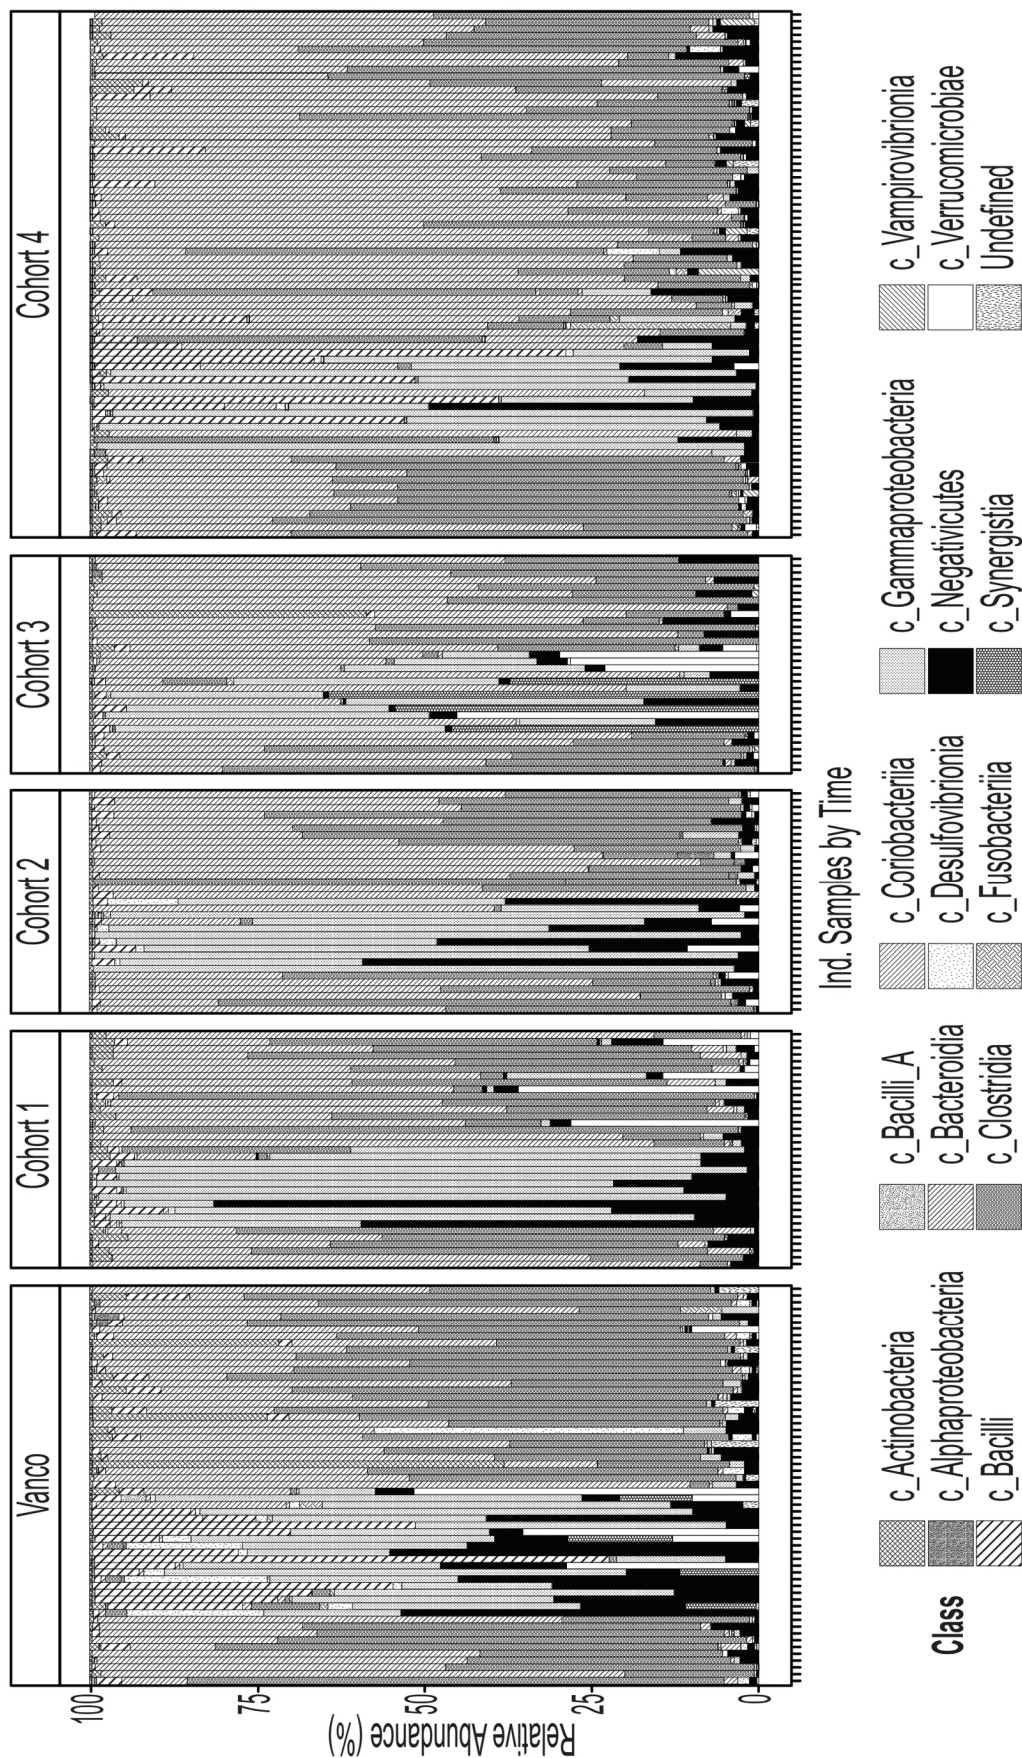 Vanco
Cohort 1
Cohort 2
Cohort 3
Cohort 4
Relative Abundance (%)
100
75
50
25
0
Ind. Samples by Time
Class
c_Actinobacteria
c_Alphaproteobacteria
c_Bacilli
c_Bacilli_A
c_Bacteroidia
c_Clostridia
c_Coriobacteriia
c_Desulfovibrionia
c_Fusobacteriia
c_Gammaproteobacteria
c_Negativicutes
c_Synergistia
c_Vampirovibrionia
c_Verrucomicrobiae
Undefined